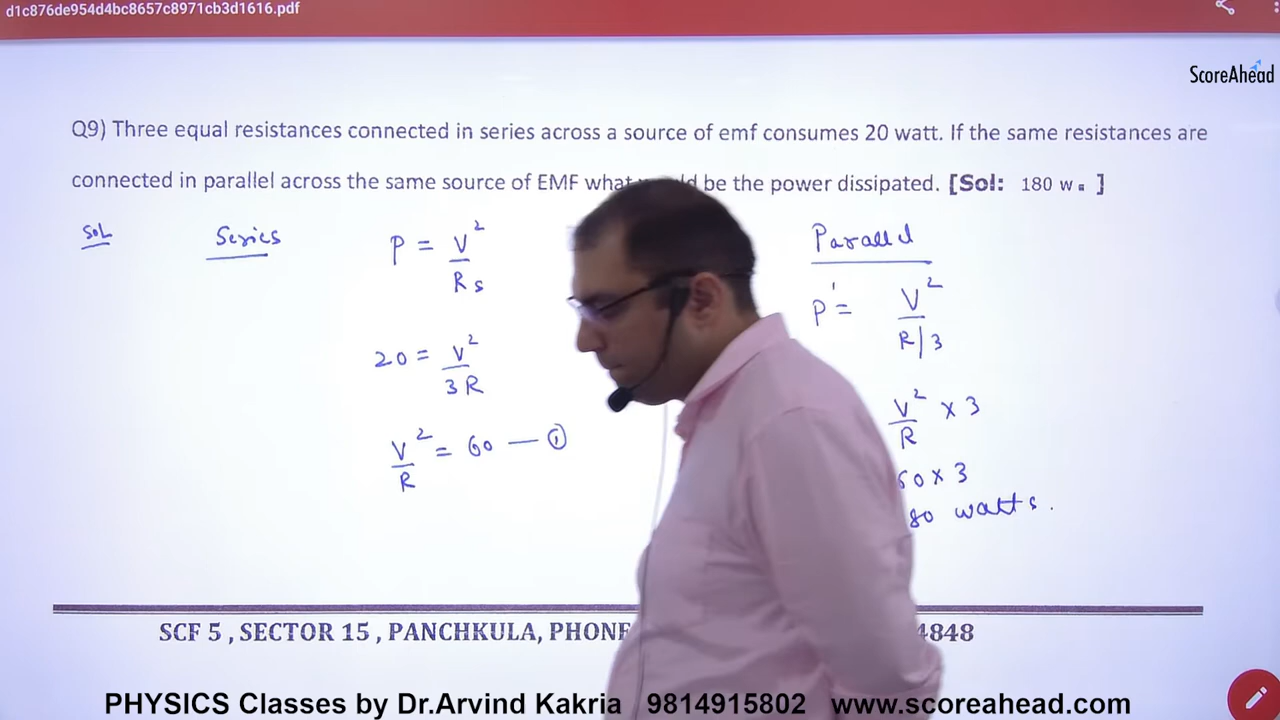 d1c876de954d4bc8657c8971cb3d1616.pdf
ScoreAhead
Q9) Three equal resistances connected in series across a source of emf consumes 20 watt. If the same resistances are
connected in parallel across the same source of EMF what be the power dissipated. [Sol: 180 w. ]
Sol
Series
P = V²/Rs
20 = V²/3R
V²/R = 60 — ①
Parallel
P' = V²/R/3
V²/R × 3
60 × 3
80 watts.
SCF 5 , SECTOR 15 , PANCHKULA, PHONE 4848
PHYSICS Classes by Dr.Arvind Kakria 9814915802 www.scoreahead.com